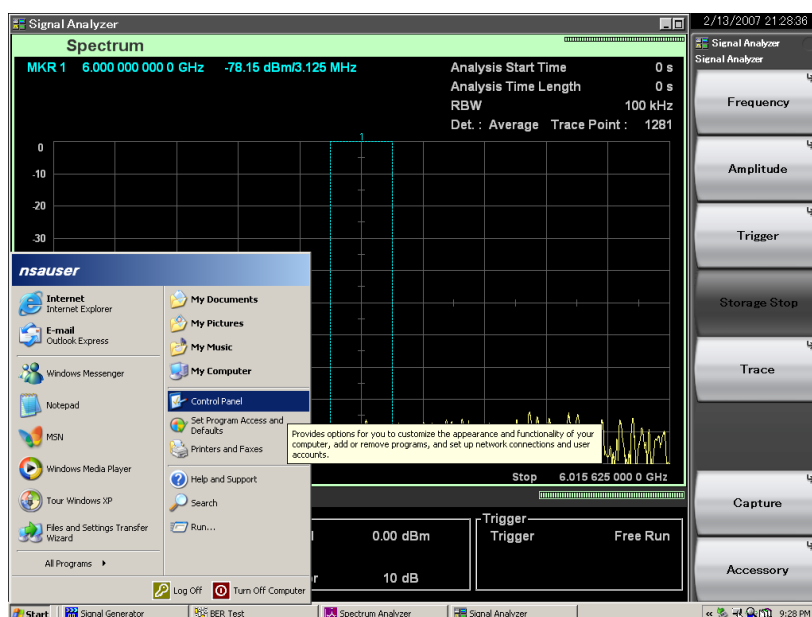 Signal Analyzer
2/13/2007 21:28:36
Spectrum
MKR 1 6.000 000 000 0 GHz -78.15 dBm/3.125 MHz
Analysis Start Time 0 s
Analysis Time Length 0 s
RBW 100 kHz
Det. : Average Trace Point : 1281
1
0
-10
-20
-30
nsauser
Internet
Internet Explorer
E-mail
Outlook Express
Windows Messenger
Notepad
MSN
Windows Media Player
Tour Windows XP
Files and Settings Transfer
Wizard
All Programs
My Documents
My Pictures
My Music
My Computer
Control Panel
Set Program Access and
Defaults
Printers and Faxes
Help and Support
Search
Run...
Log Off
Turn Off Computer
Provides options for you to customize the appearance and functionality of your
computer, add or remove programs, and set up network connections and user
accounts.
Stop 6.015 625 000 0 GHz
0.00 dBm
10 dB
Trigger
Trigger Free Run
Signal Analyzer
Signal Analyzer
Frequency
Amplitude
Trigger
Storage Stop
Trace
Capture
Accessory
Start
Signal Generator
BER Test
Spectrum Analyzer
Signal Analyzer
9:28 PM